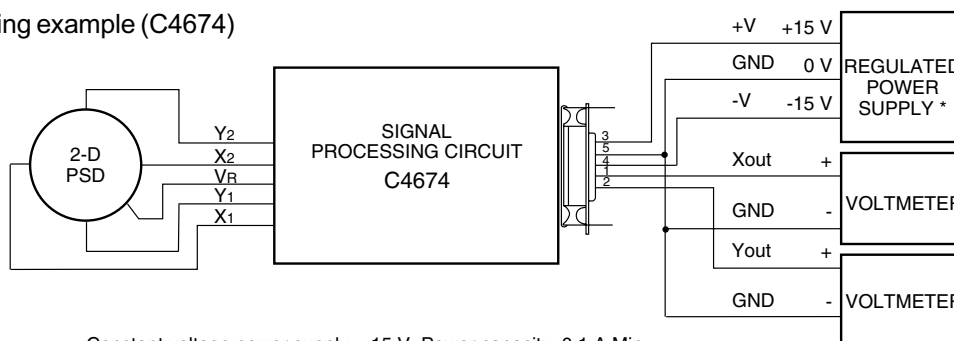 ing example (C4674)
+V +15 V
GND 0 V
-V -15 V
REGULATED
POWER
SUPPLY *
2-D
PSD
Y2
X2
VR
Y1
X1
SIGNAL
PROCESSING CIRCUIT
C4674
3
5
4
1
2
Xout +
GND -
VOLTMETER
Yout +
GND -
VOLTMETER